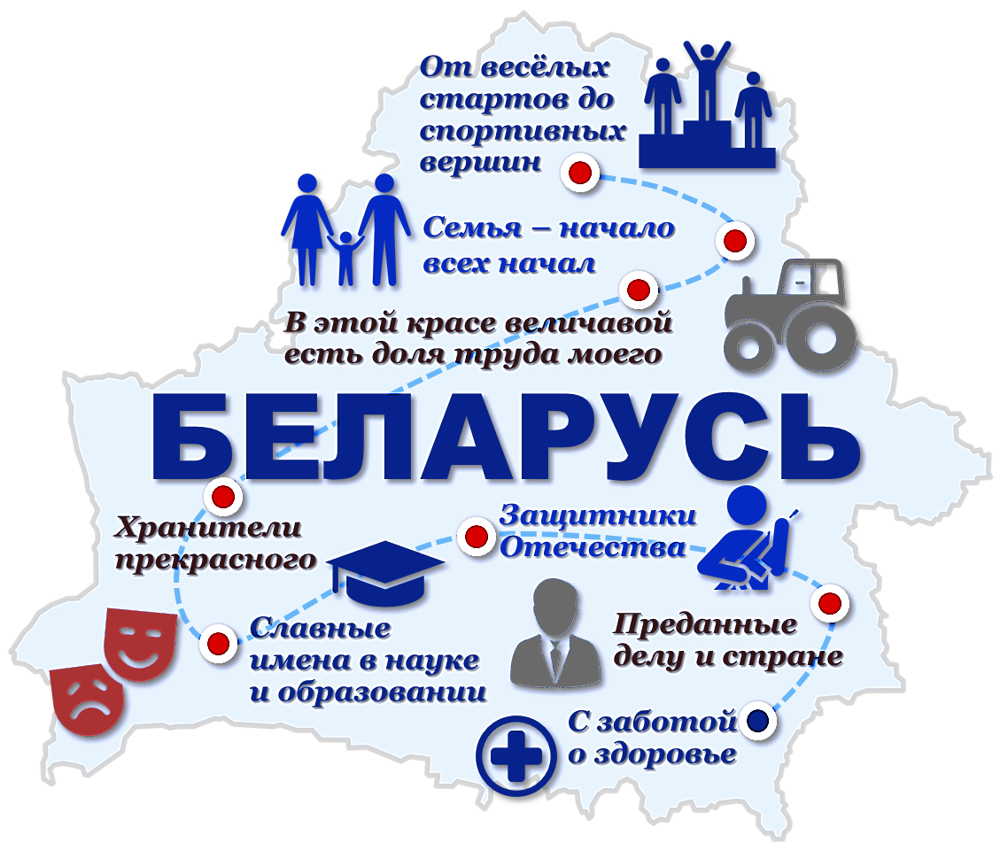 От весёлых
стартов до
спортивных
вершин
Семья – начало
всех начал
В этой красе величавой
есть доля труда моего
БЕЛАРУСЬ
Хранители
прекрасного
Защитники
Отечества
Славные
имена в науке
и образовании
Преданные
делу и стране
С заботой
о здоровье